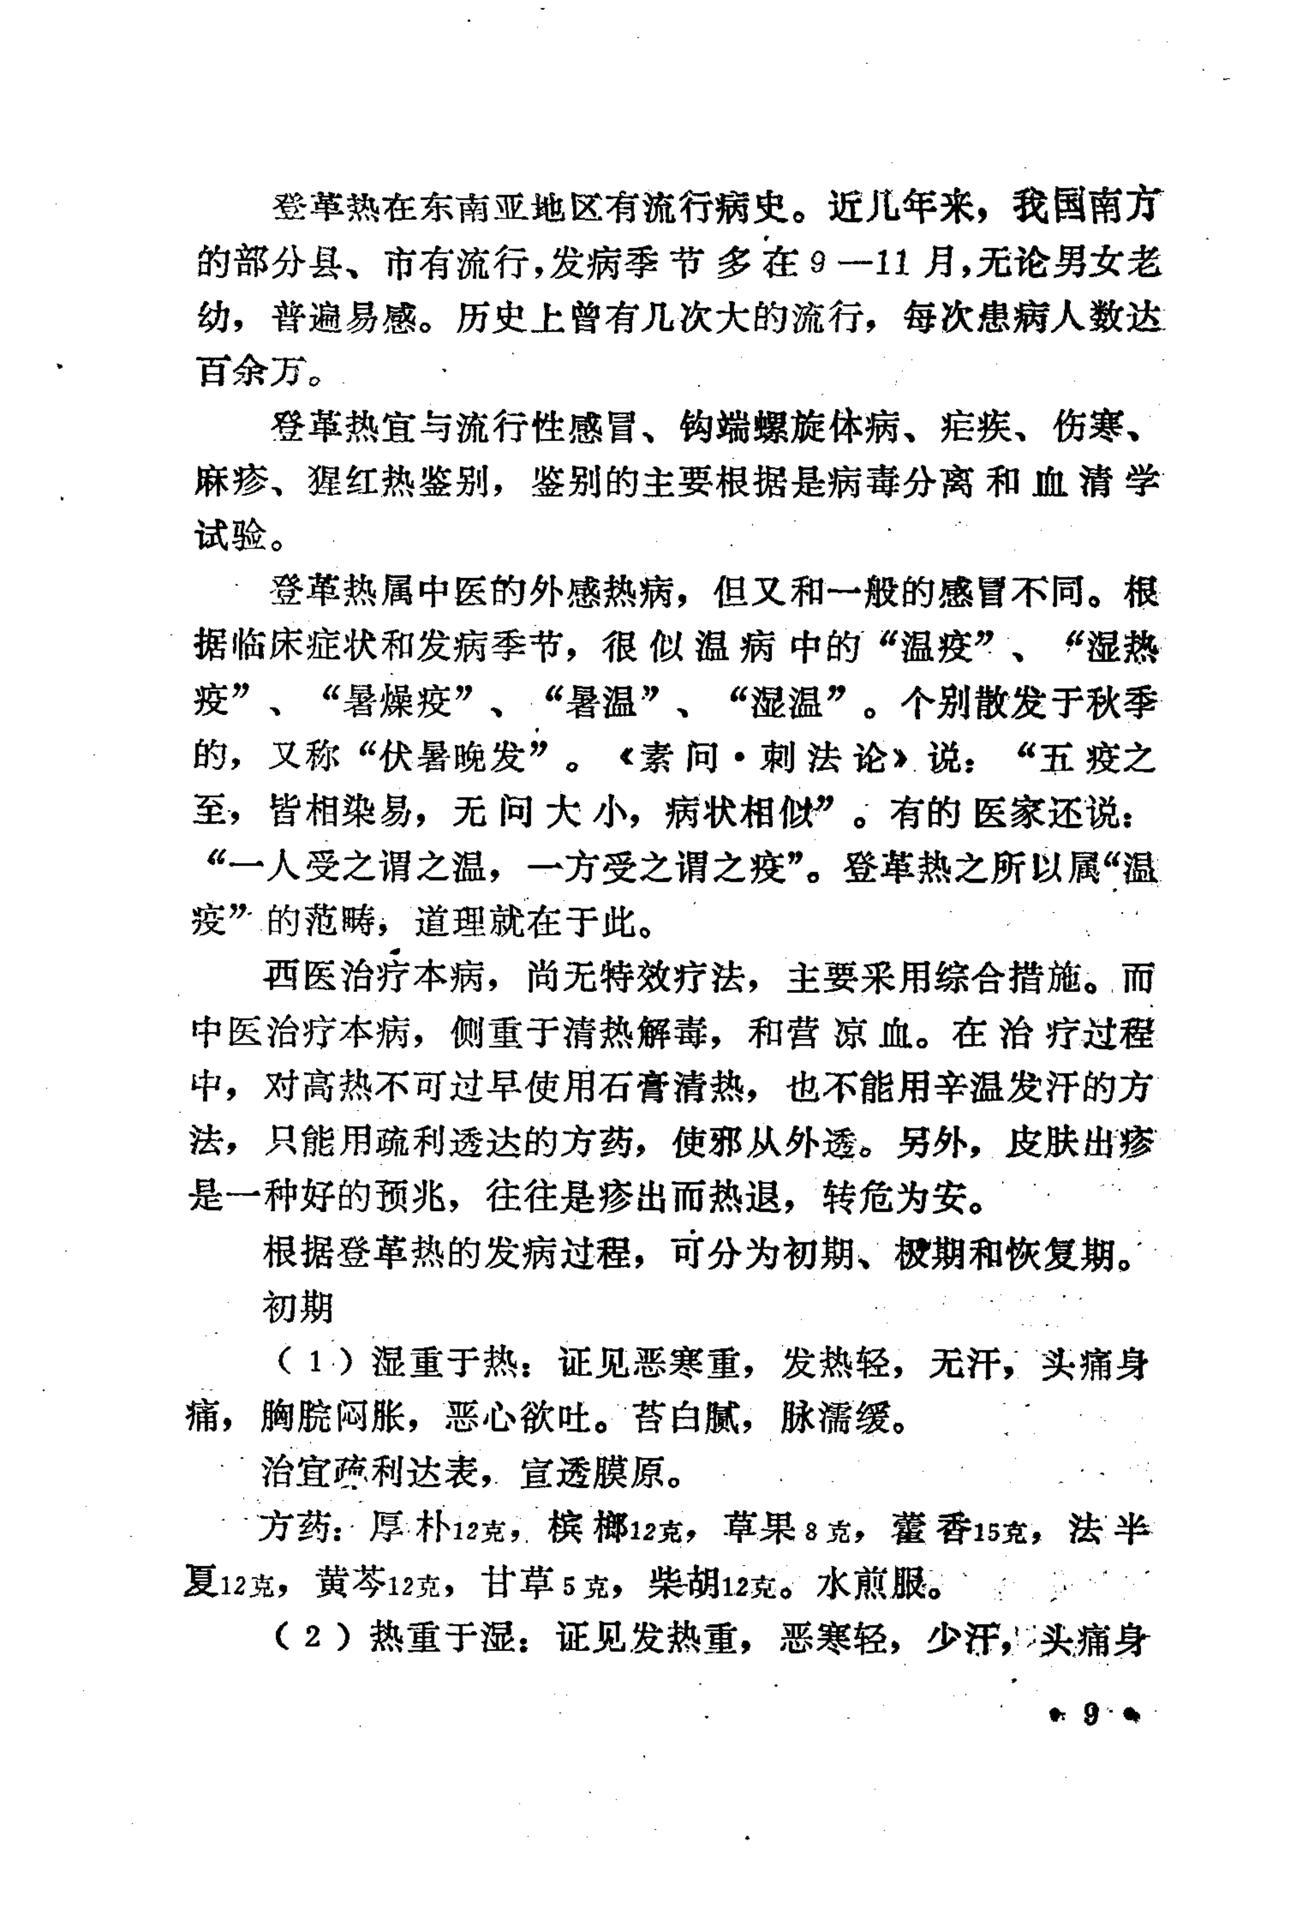 登革热在东南亚地区有流行病史。近几年来，我国南方
的部分县、市有流行，发病季节多在9—11月，无论男女老
幼，普遍易感。历史上曾有几次大的流行，每次患病人数达
百余万。
登革热宜与流行性感冒、钩端螺旋体病、疟疾、伤寒、
麻疹、猩红热鉴别，鉴别的主要根据是病毒分离和血清学
试验。
登革热属中医的外感热病，但又和一般的感冒不同。根
据临床症状和发病季节，很似温病中的“温疫”、“湿热
疫”、“暑燥疫”、“暑温”、“湿温”。个别散发于秋季
的，又称“伏暑晚发”。《素问·刺法论》说：“五疫之
至，皆相染易，无问大小，病状相似”。有的医家还说：
“一人受之谓之温，一方受之谓之疫”。登革热之所以属“温
疫”的范畴，道理就在于此。
西医治疗本病，尚无特效疗法，主要采用综合措施。而
中医治疗本病，侧重于清热解毒，和营凉血。在治疗过程
中，对高热不可过早使用石膏清热，也不能用辛温发汗的方
法，只能用疏利透达的方药，使邪从外透。另外，皮肤出疹
是一种好的预兆，往往是疹出而热退，转危为安。
根据登革热的发病过程，可分为初期、极期和恢复期。
初期
（1）湿重于热：证见恶寒重，发热轻，无汗，头痛身
痛，胸脘闷胀，恶心欲吐。苔白腻，脉濡缓。
治宜疏利达表，宣透膜原。
方药：厚朴12克，槟榔12克，草果8克，藿香15克，法半
夏12克，黄芩12克，甘草5克，柴胡12克。水煎服。
（2）热重于湿：证见发热重，恶寒轻，少汗，头痛身
• 9 •